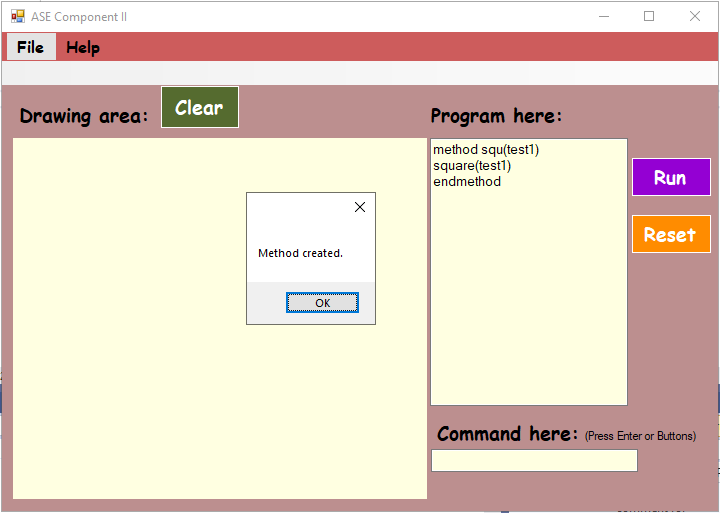 ASE Component II
File Help
Drawing area:
Clear
Program here:
method squ(test1)
square(test1)
endmethod
Run
Reset
Method created.
OK
Command here: (Press Enter or Buttons)